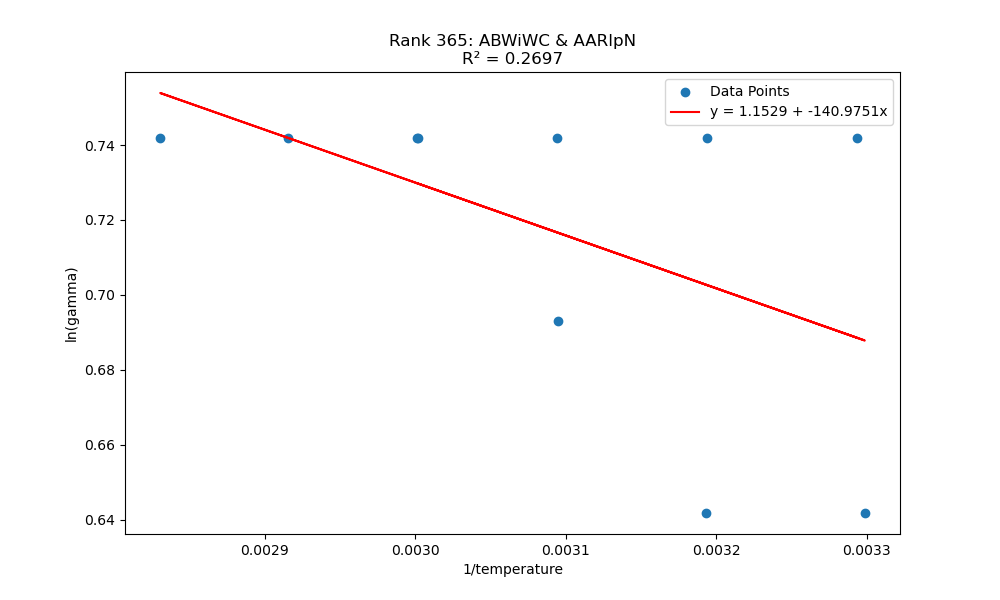 Rank 365: ABWiWC & AARlpN
R² = 0.2697
Data Points
y = 1.1529 + -140.9751x
ln(gamma)
0.74
0.72
0.70
0.68
0.66
0.64
0.0029
0.0030
0.0031
0.0032
0.0033
1/temperature